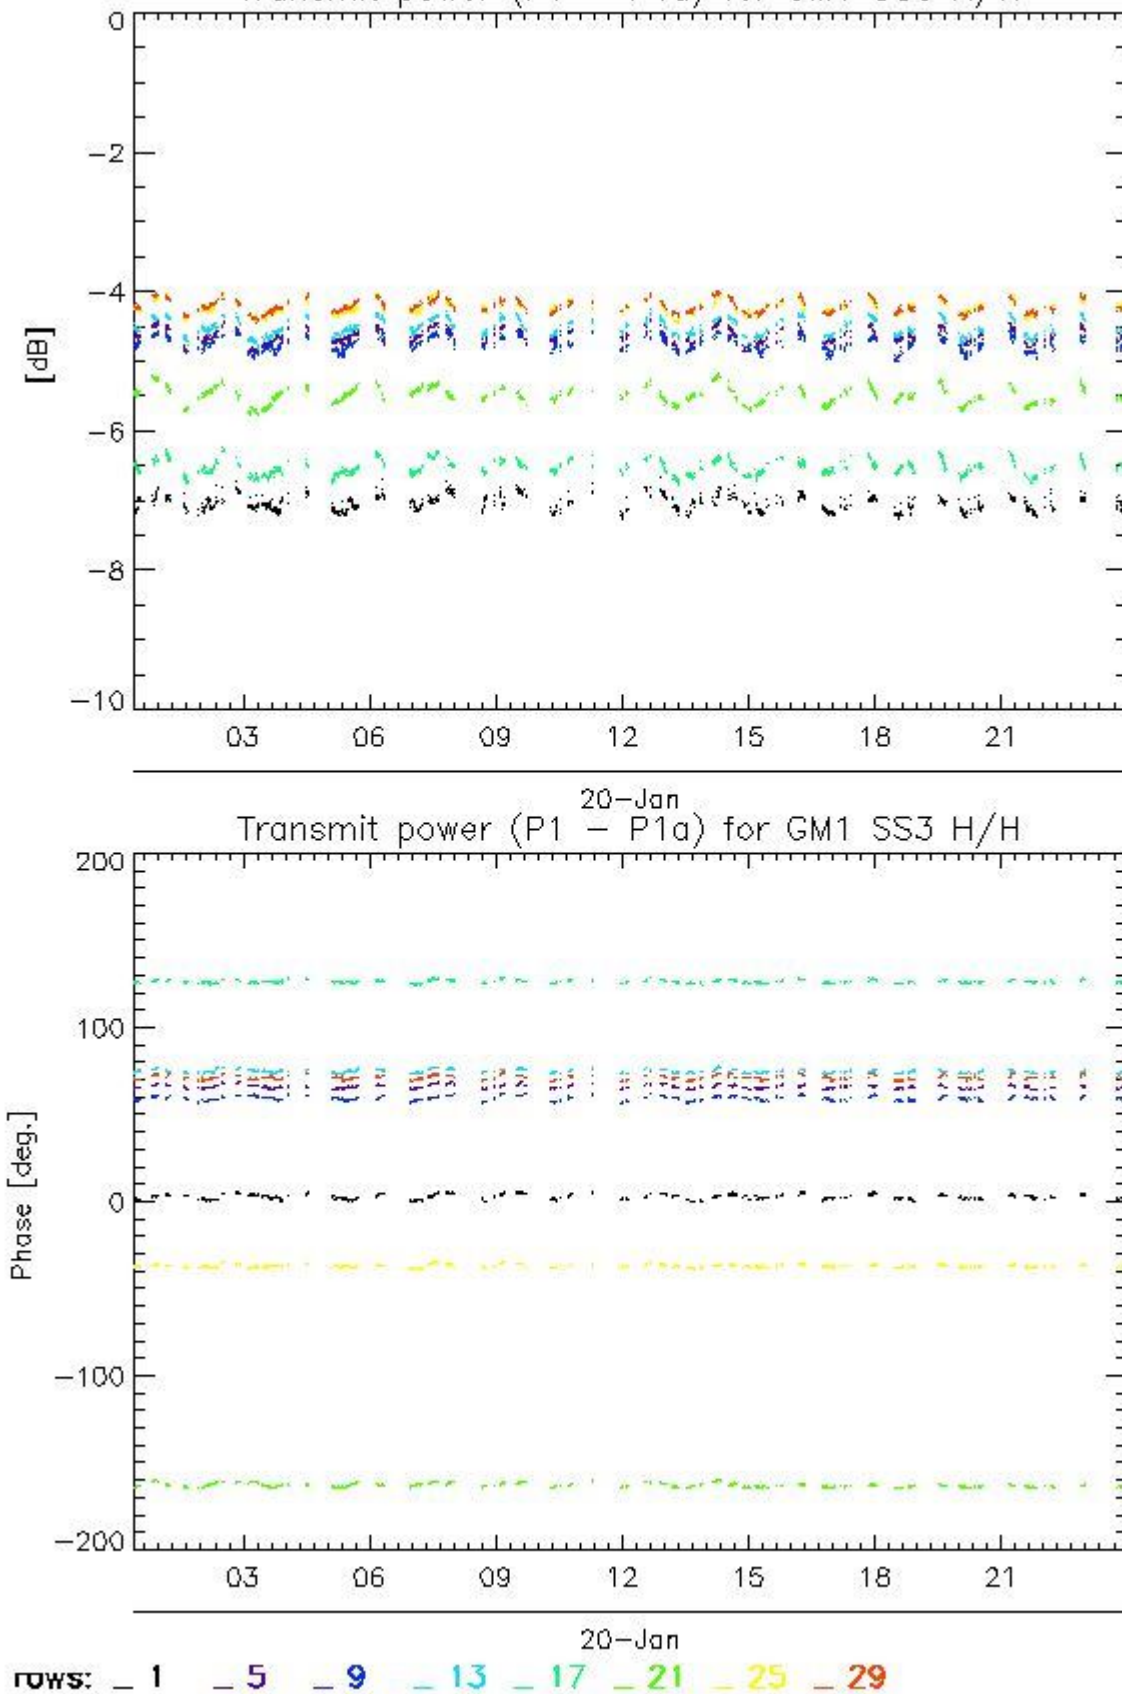 0
-2
-4
[dB]
-6
-8
-10
03 06 09 12 15 18 21
20-Jan
Transmit power (P1 - P1a) for GM1 SS3 H/H
200
100
Phase [deg.]
0
-100
-200
03 06 09 12 15 18 21
20-Jan
rows: _ 1 _ 5 _ 9 _ 13 _ 17 _ 21 _ 25 _ 29